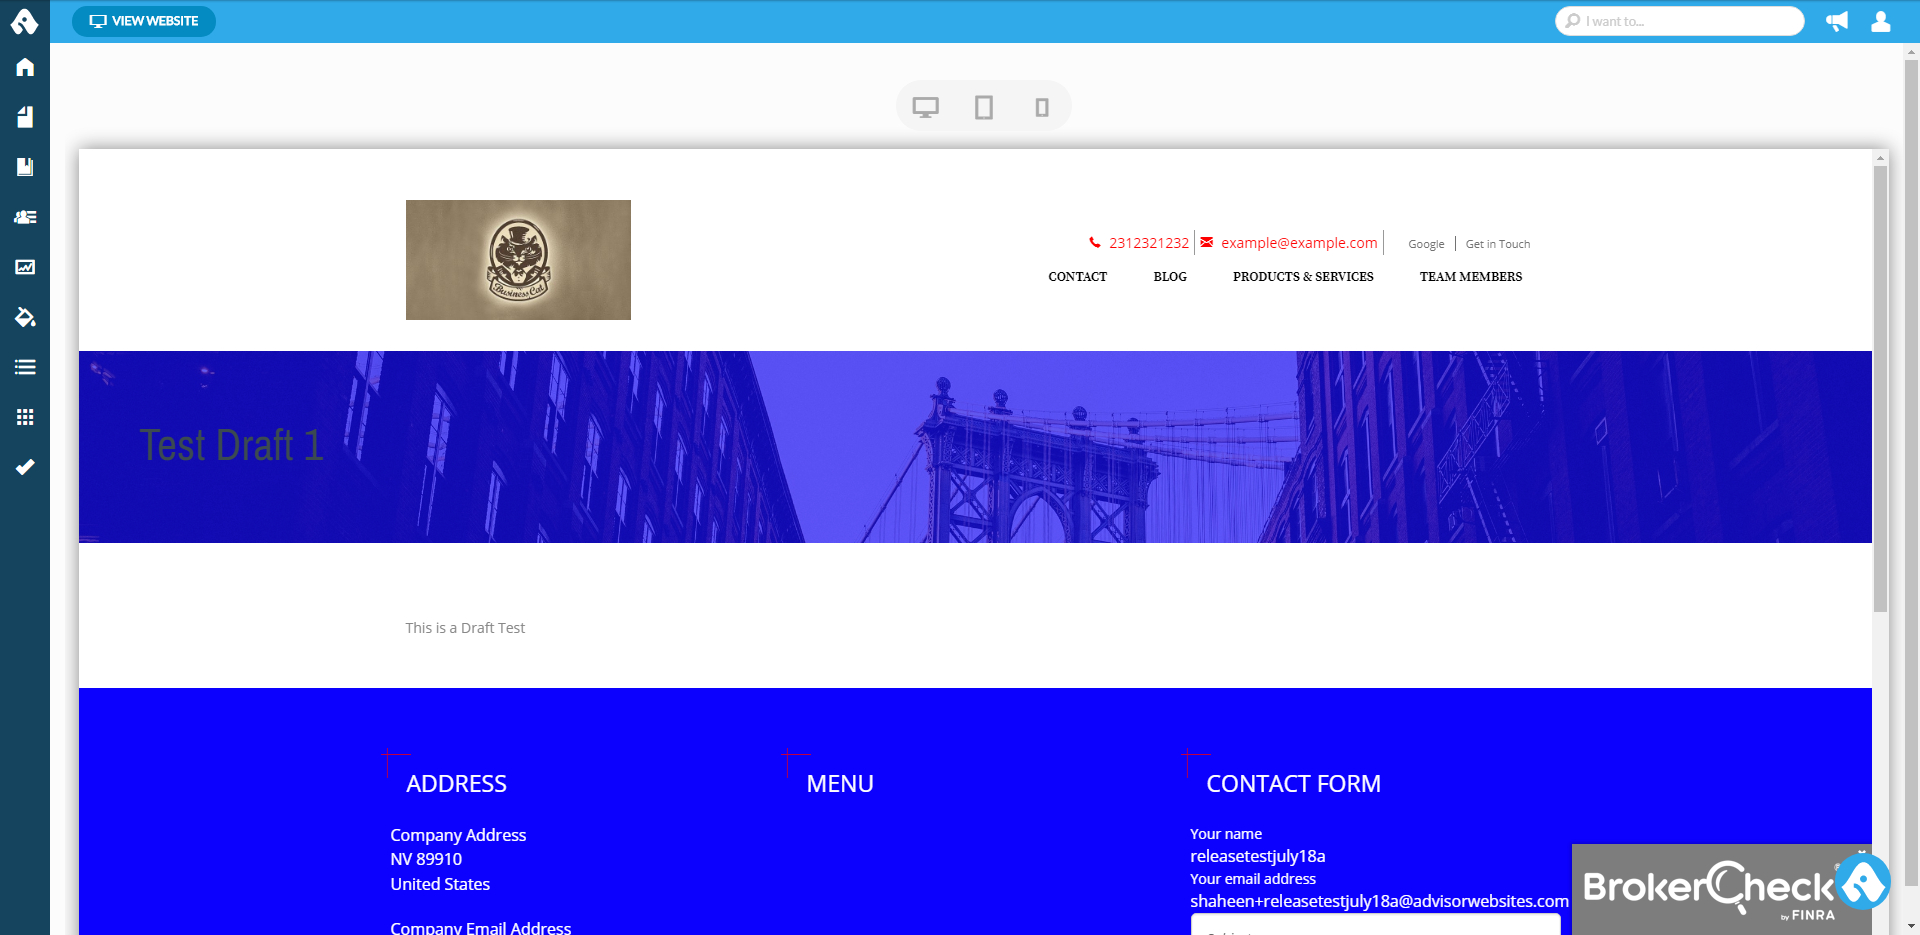 VIEW WEBSITE
I want to...
Business Cat
2312321232
example@example.com
Google
Get in Touch
CONTACT
BLOG
PRODUCTS & SERVICES
TEAM MEMBERS
Test Draft 1
This is a Draft Test
ADDRESS
MENU
CONTACT FORM
Company Address
NV 89910
United States
Company Email Address
Your name
releasetestjuly18a
Your email address
shaheen+releasetestjuly18a@advisorwebsites.com
BrokerCheck
by FINRA